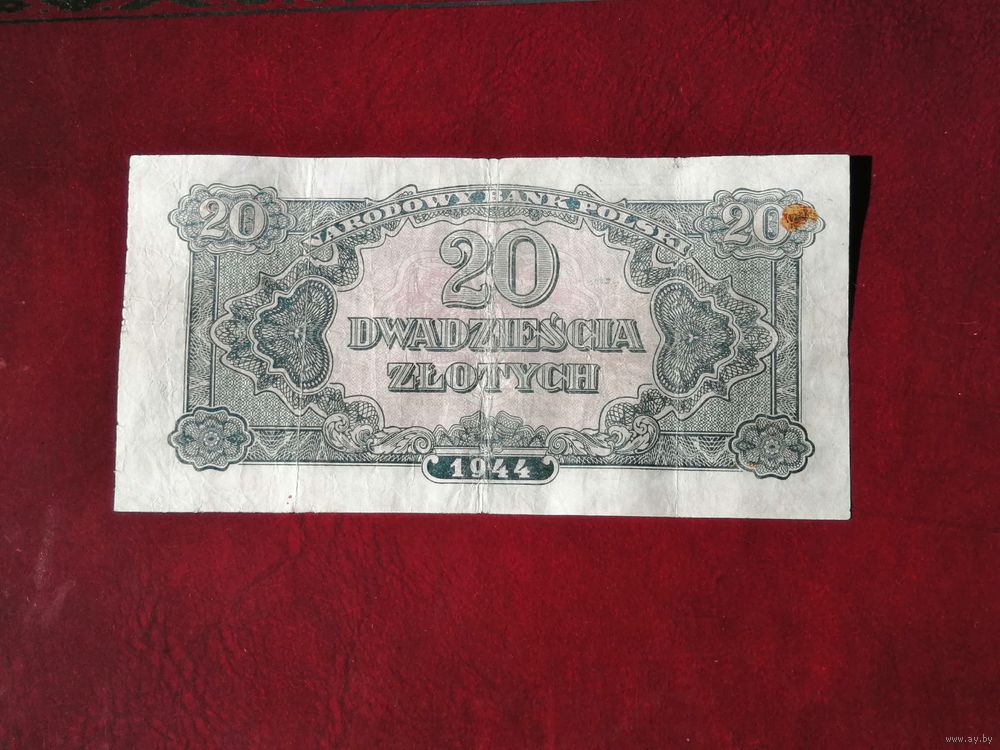 20
NARODOWY BANK POLSKI
20
20
DWADZIEŚCIA
ZŁOTYCH
1944
www.ay.by